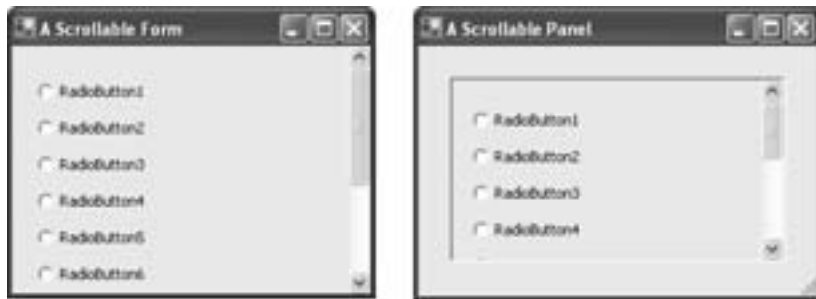 A Scrollable Form
RadioButton1
RadioButton2
RadioButton3
RadioButton4
RadioButton5
RadioButton6
A Scrollable Panel
RadioButton1
RadioButton2
RadioButton3
RadioButton4